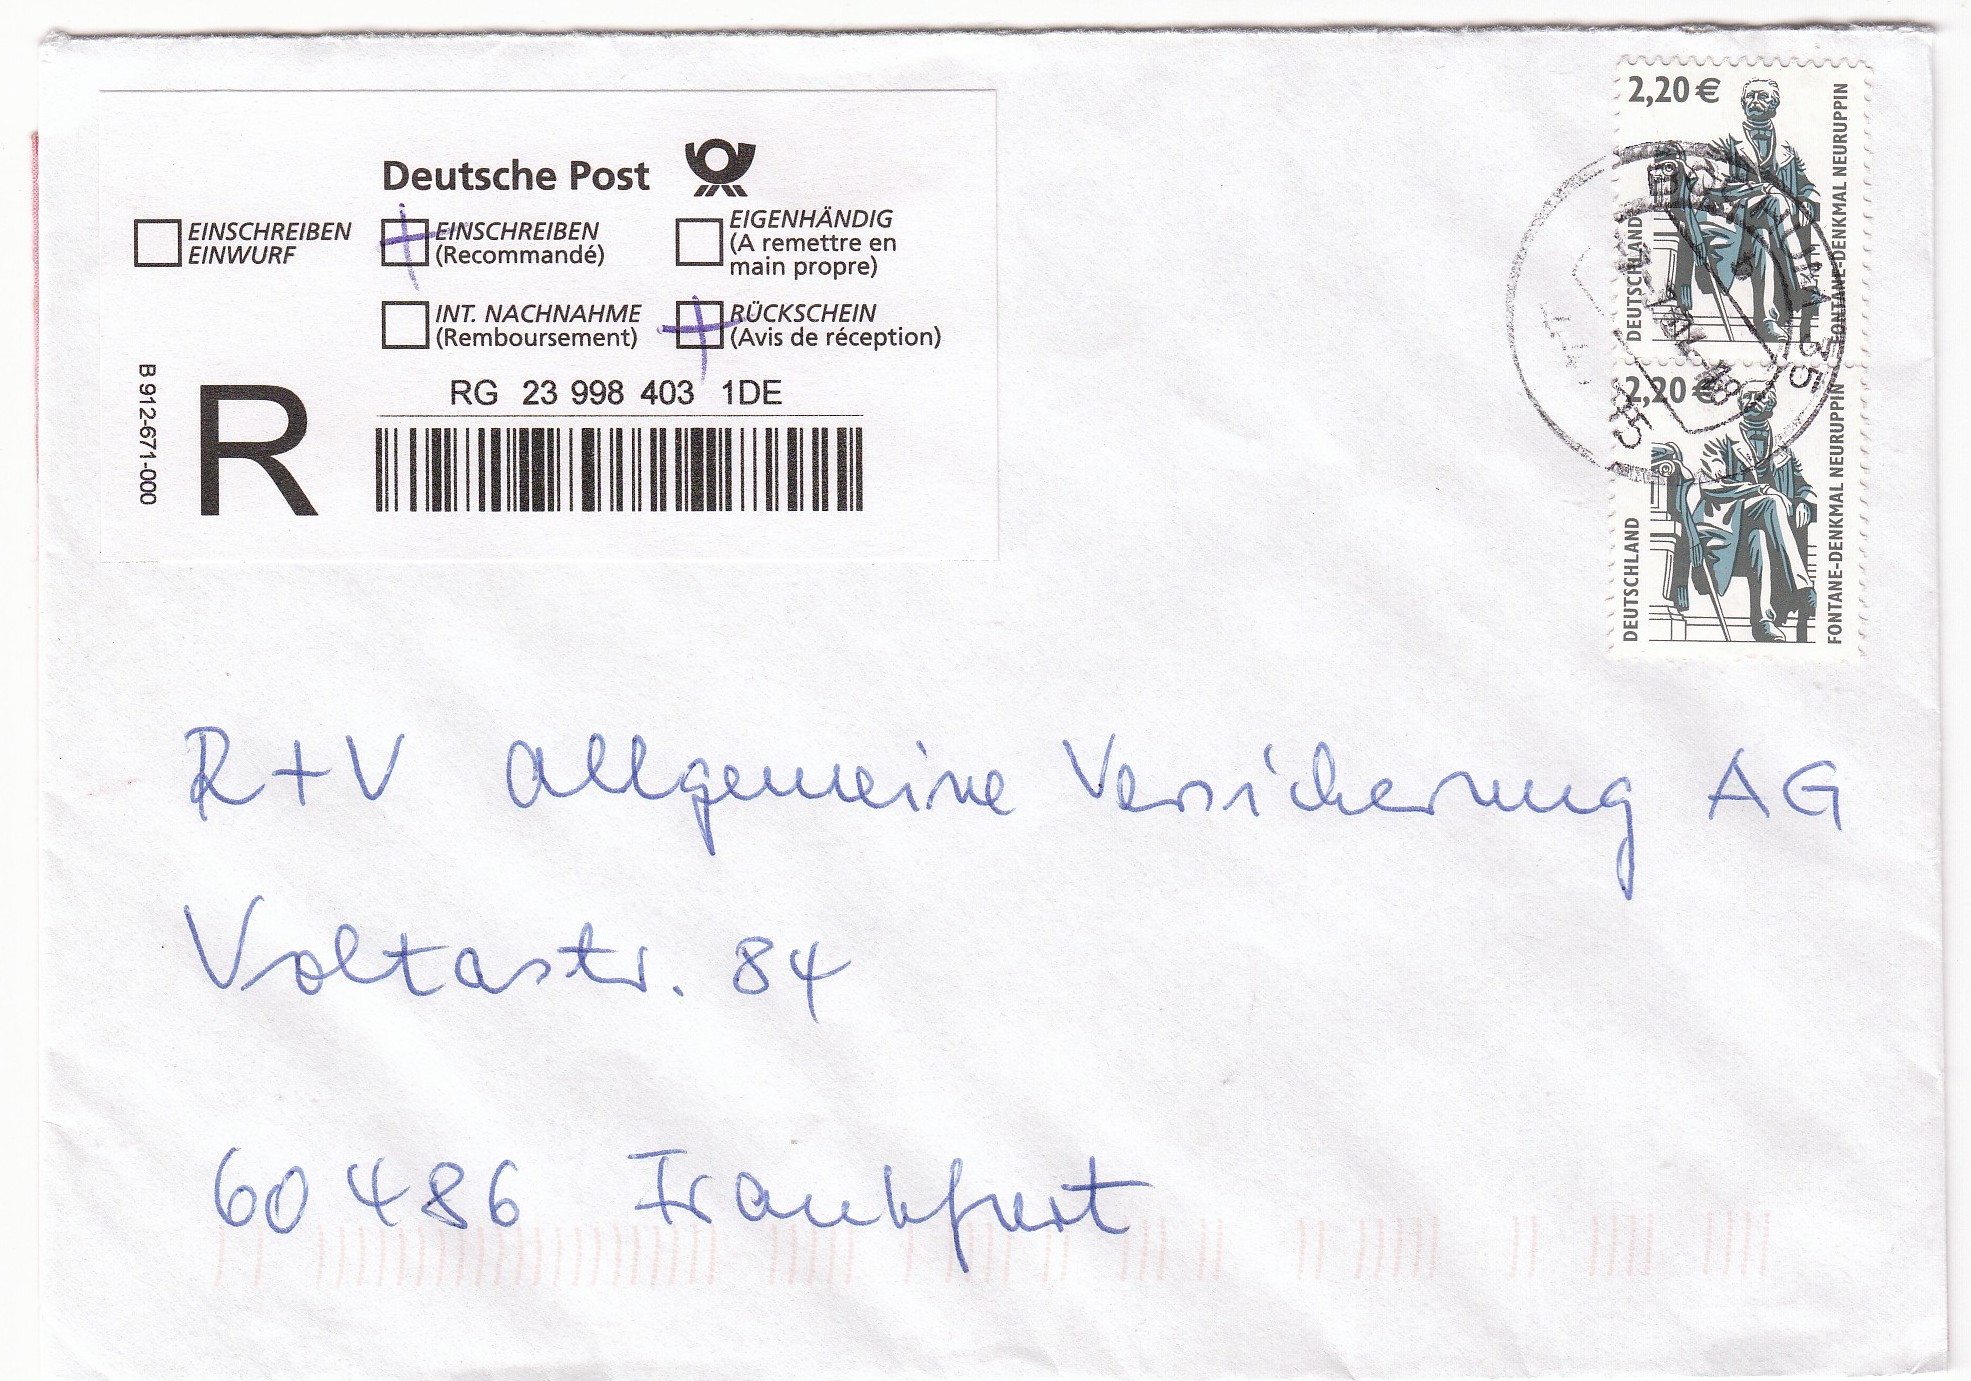 Deutsche Post
EINSCHREIBEN
EINWURF
EINSCHREIBEN
(Recommandé)
EIGENHÄNDIG
(A remettre en
main propre)
INT. NACHNAHME
(Remboursement)
RÜCKSCHEIN
(Avis de réception)
B 912-671-000
R
RG 23 998 403 1DE
2,20 €
DEUTSCHLAND
FONTANE-DENKMAL NEURUPPIN
2,20 €
DEUTSCHLAND
FONTANE-DENKMAL NEURUPPIN
R+V Allgemeine Versicherung AG
Voltastr. 84
60486 Frankfurt